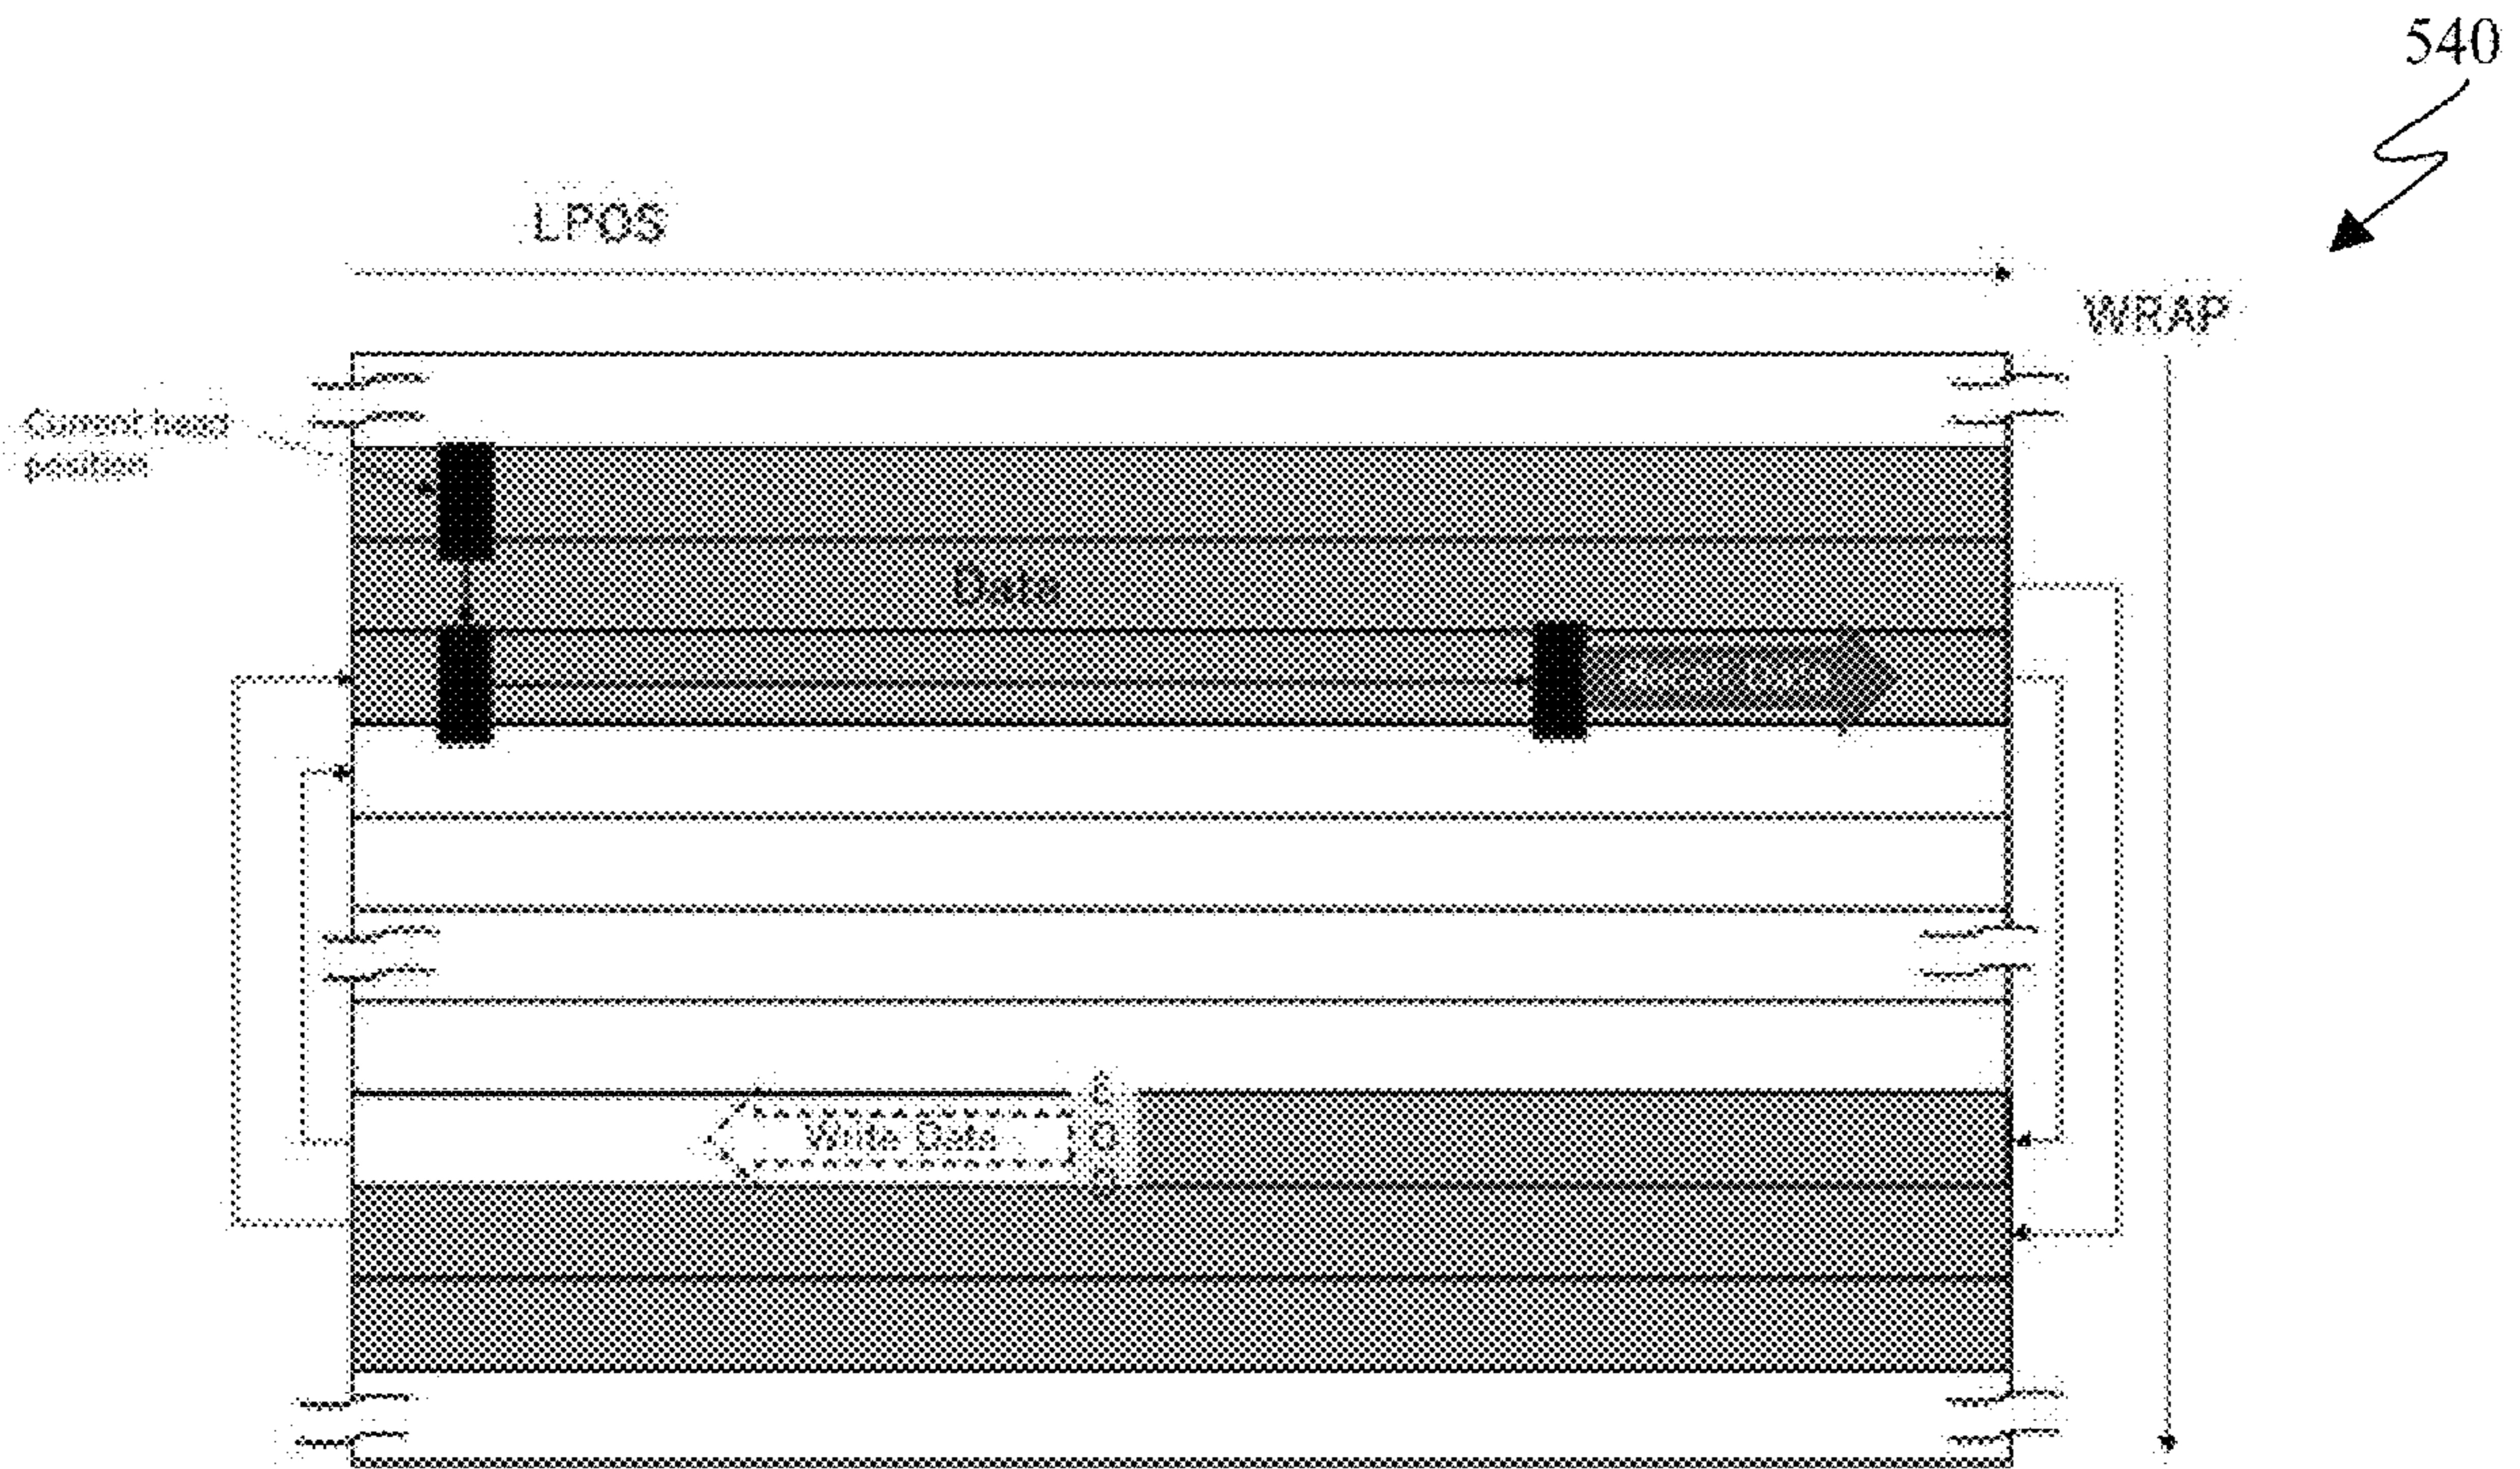 540
LPOS
WRAP
Current head
position
Data
Write Data